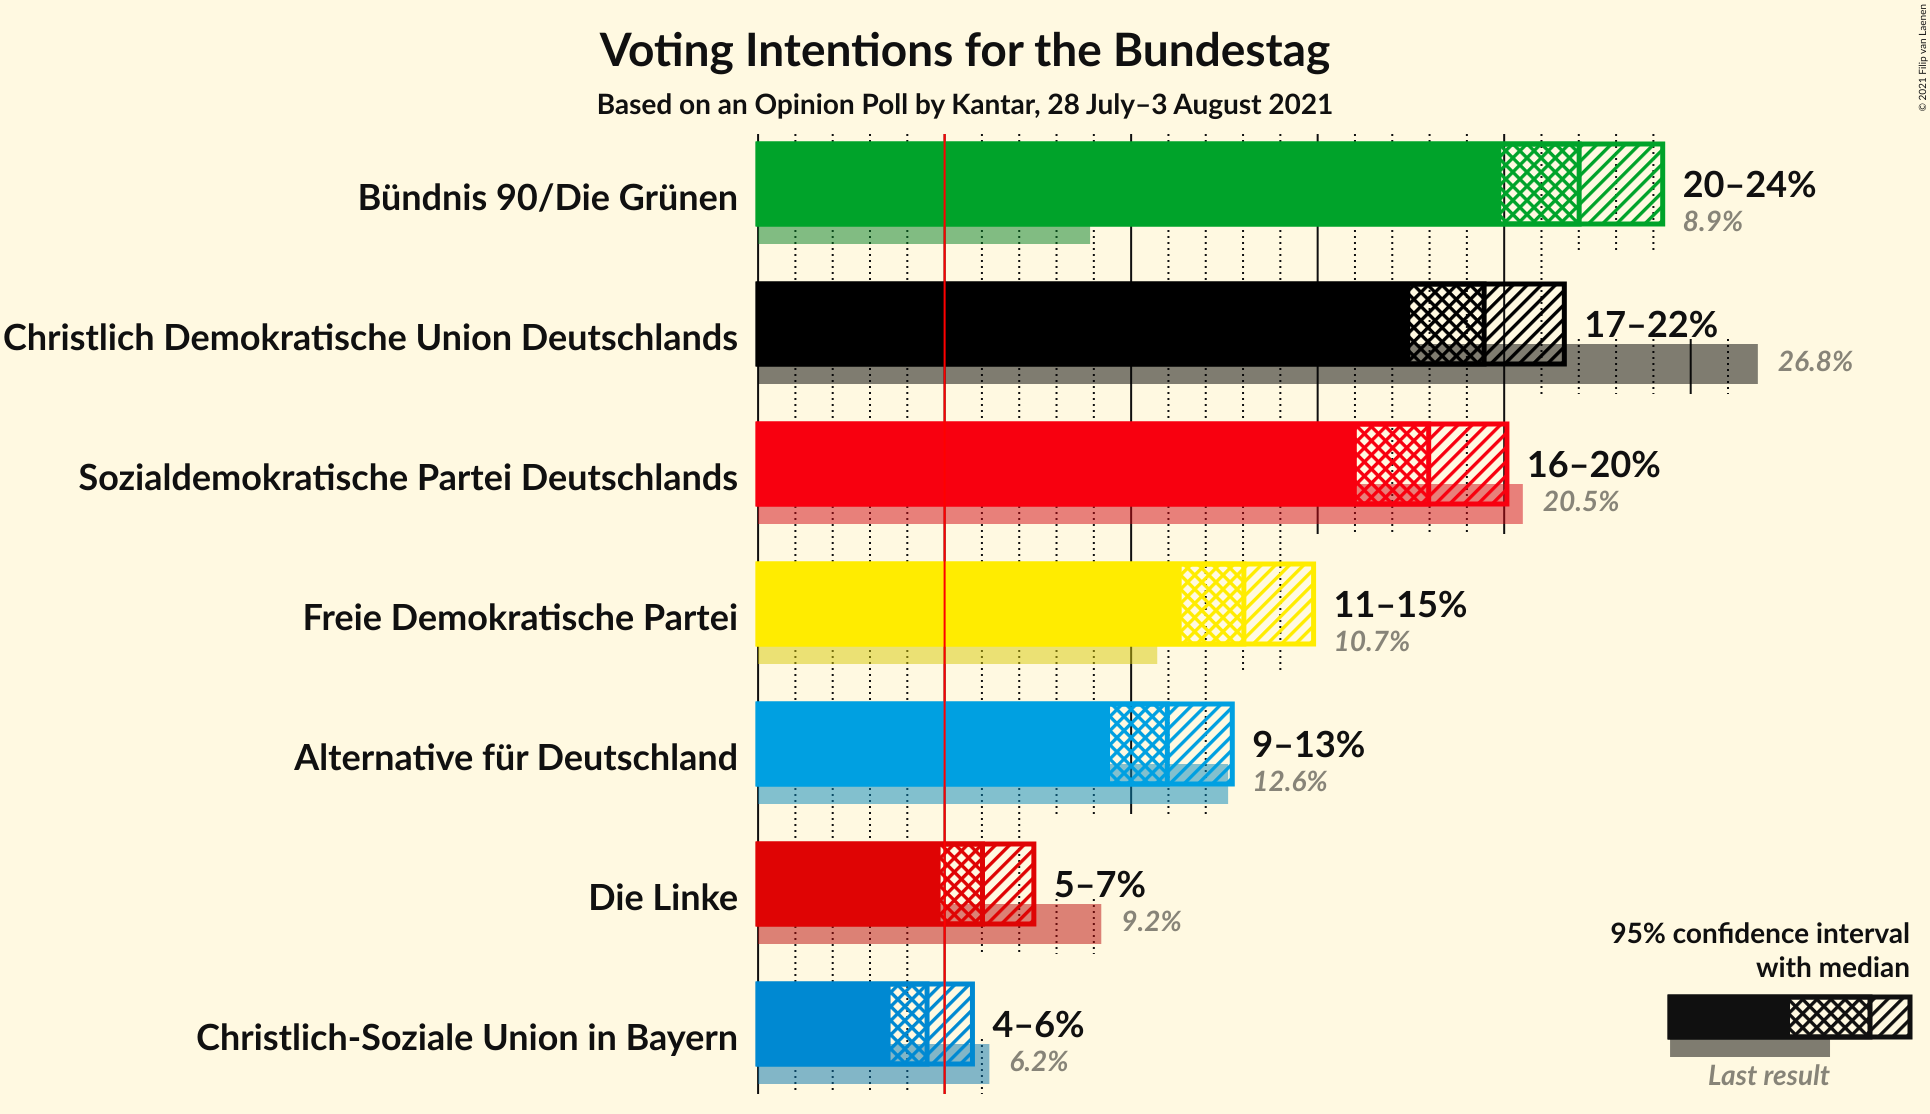 Voting Intentions for the Bundestag
Based on an Opinion Poll by Kantar, 28 July–3 August 2021
© 2021 Filip van Laenen
Bündnis 90/Die Grünen
20–24%
8.9%
Christlich Demokratische Union Deutschlands
17–22%
26.8%
Sozialdemokratische Partei Deutschlands
16–20%
20.5%
Freie Demokratische Partei
11–15%
10.7%
Alternative für Deutschland
9–13%
12.6%
Die Linke
5–7%
9.2%
Christlich-Soziale Union in Bayern
4–6%
6.2%
95% confidence interval
with median
Last result